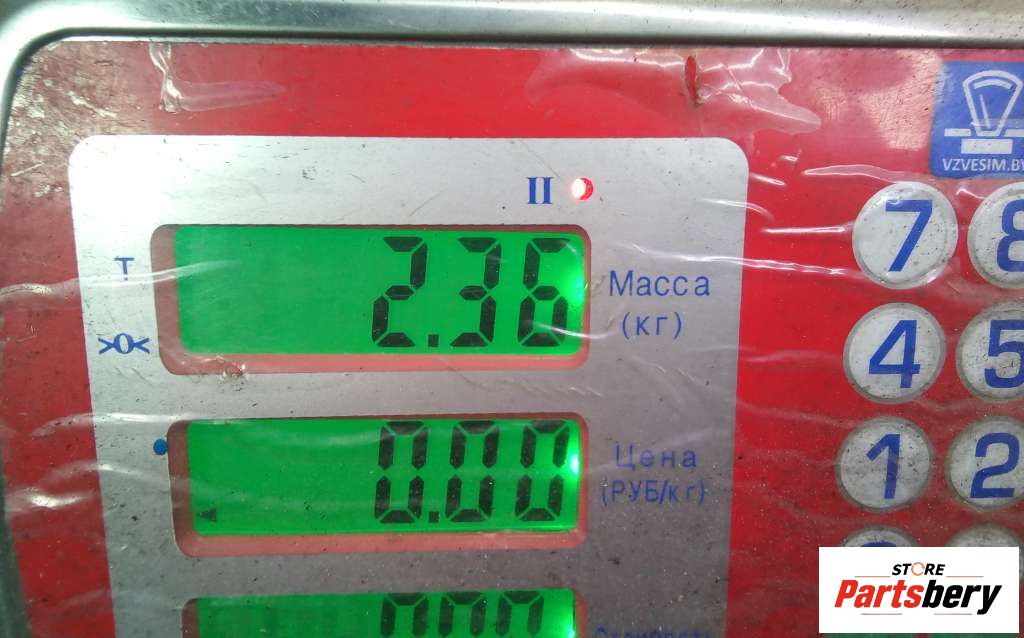 II
VZVESIM.BY
T
2.36
Масса
(кг)
>0<
7
8
4
5
0.00
Цена
(РУБ/кг)
1
2
STORE
Partsbery